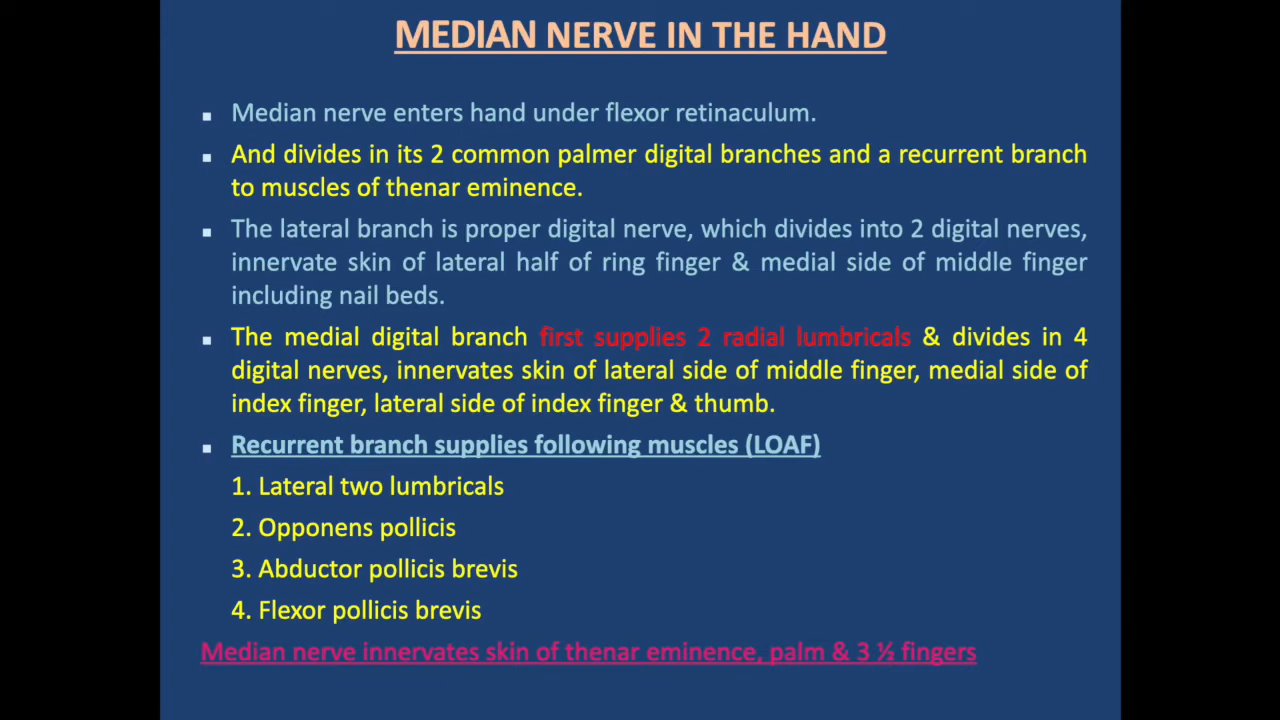 MEDIAN NERVE IN THE HAND
▪ Median nerve enters hand under flexor retinaculum.
▪ And divides in its 2 common palmer digital branches and a recurrent branch
to muscles of thenar eminence.
▪ The lateral branch is proper digital nerve, which divides into 2 digital nerves,
innervate skin of lateral half of ring finger & medial side of middle finger
including nail beds.
▪ The medial digital branch first supplies 2 radial lumbricals & divides in 4
digital nerves, innervates skin of lateral side of middle finger, medial side of
index finger, lateral side of index finger & thumb.
▪ Recurrent branch supplies following muscles (LOAF)
1. Lateral two lumbricals
2. Opponens pollicis
3. Abductor pollicis brevis
4. Flexor pollicis brevis
Median nerve innervates skin of thenar eminence, palm & 3 ½ fingers